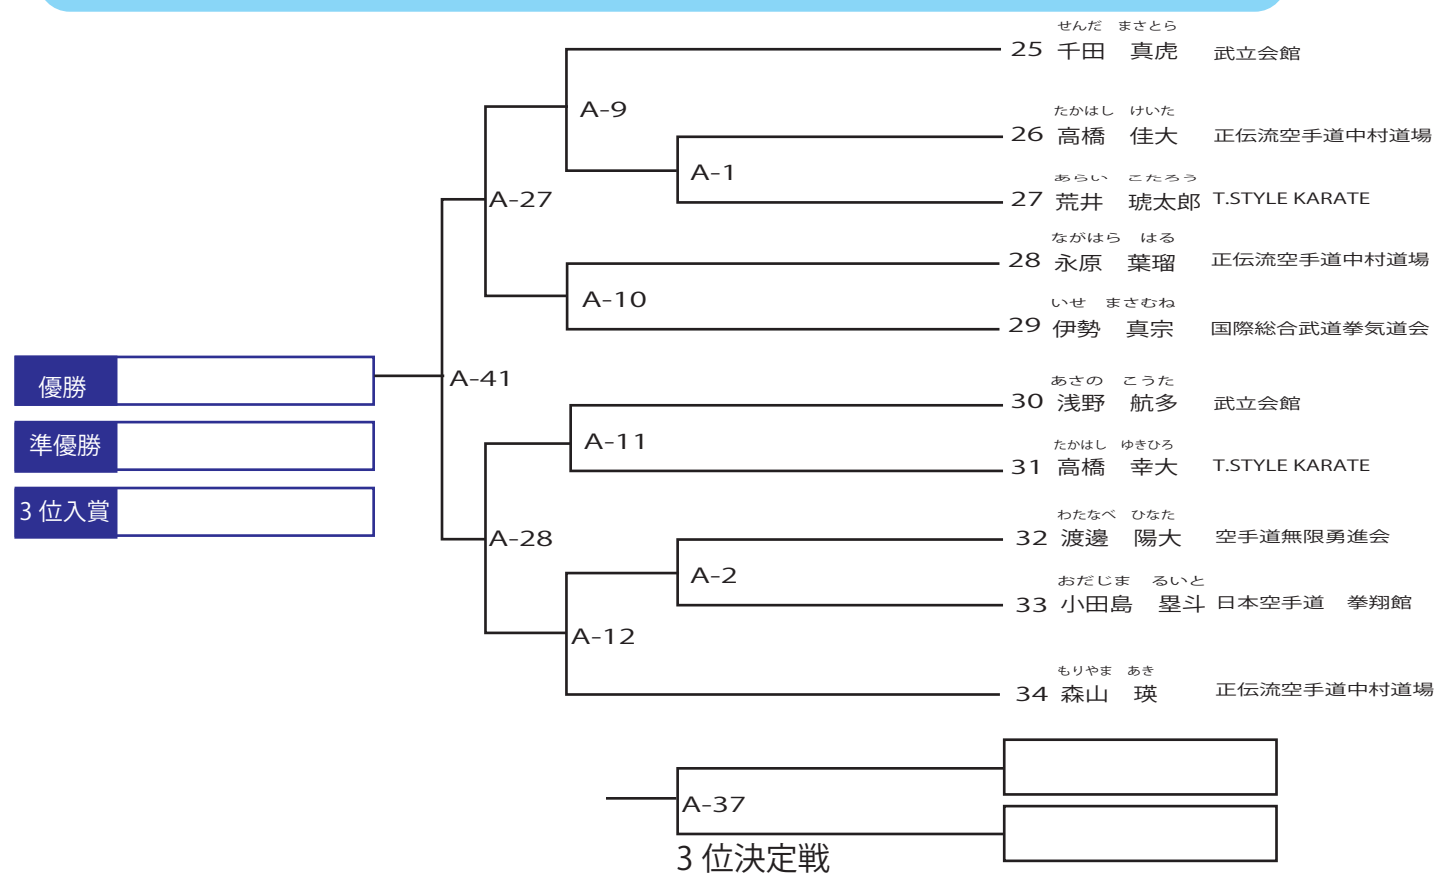 せんだ　まさとら
25 千田　真虎　武立会館
A-9
たかはし　けいた
26 高橋　佳大　正伝流空手道中村道場
A-1
あらい　こたろう
27 荒井　琥太郎　T.STYLE KARATE
A-27
ながはら　はる
28 永原　葉瑠　正伝流空手道中村道場
A-10
いせ　まさむね
29 伊勢　真宗　国際総合武道拳気道会
優勝
A-41
あさの　こうた
30 浅野　航多　武立会館
準優勝
A-11
たかはし　ゆきひろ
31 高橋　幸大　T.STYLE KARATE
3 位入賞
A-28
わたなべ　ひなた
32 渡邊　陽大　空手道無限勇進会
A-2
おだじま　るいと
33 小田島　塁斗　日本空手道　拳翔館
A-12
もりやま　あき
34 森山　瑛　正伝流空手道中村道場
A-37
3 位決定戦